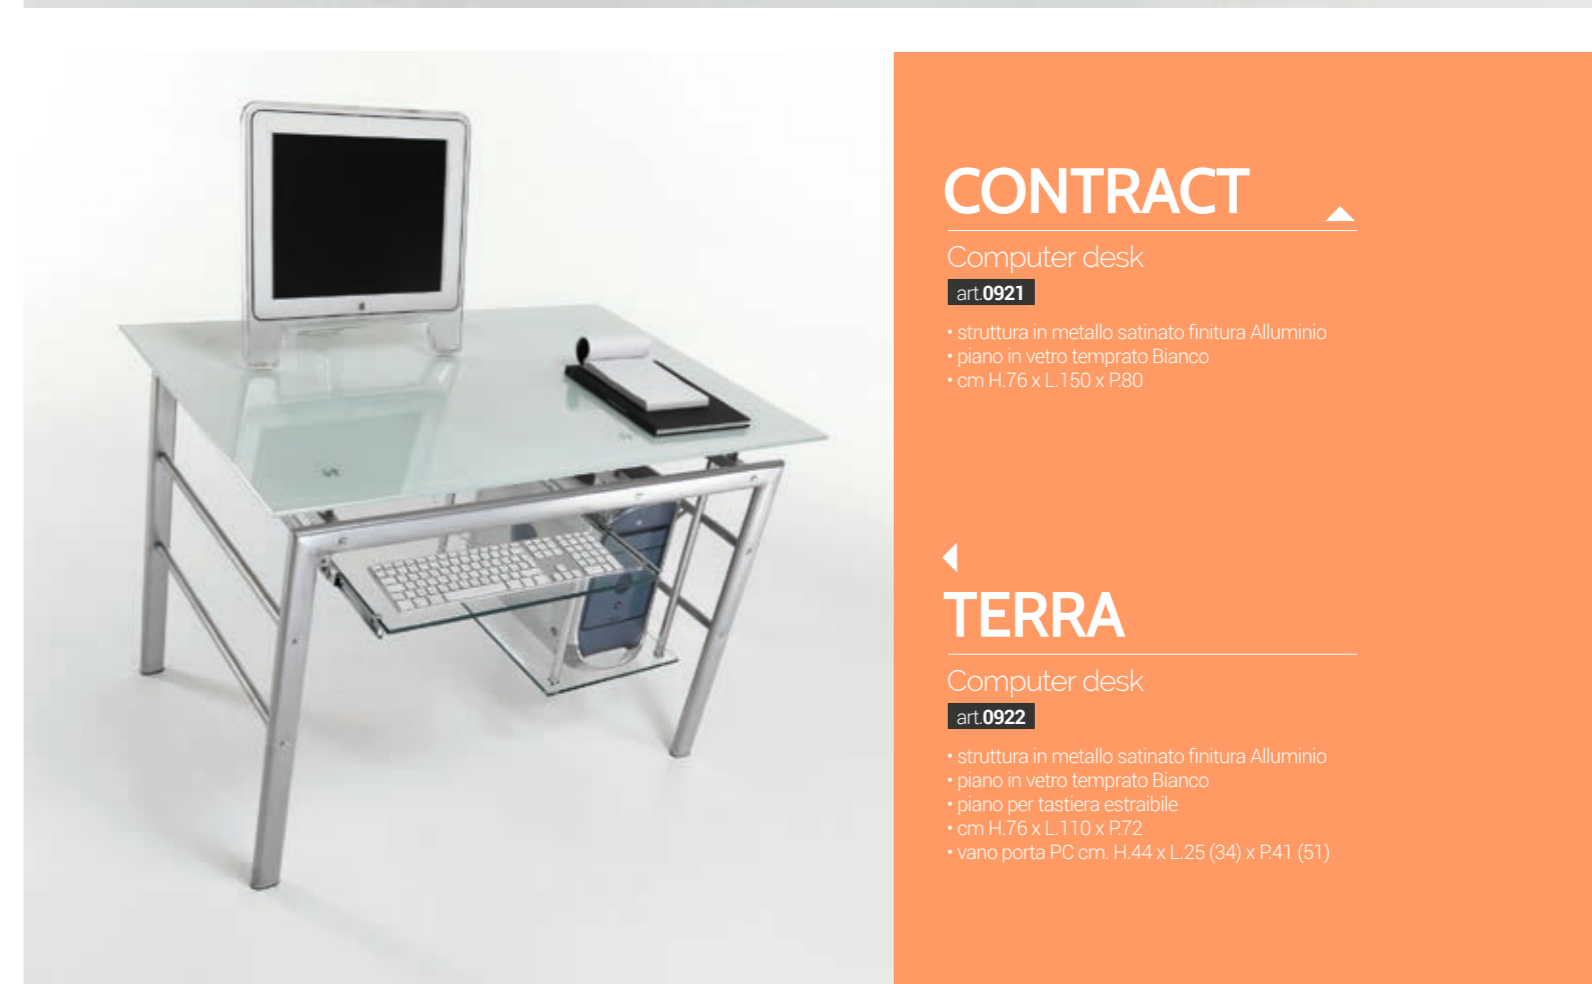 CONTRACT
Computer desk
art.0921
• struttura in metallo satinato finitura Alluminio
• piano in vetro temprato Bianco
• cm H.76 x L.150 x P.80
TERRA
Computer desk
art.0922
• struttura in metallo satinato finitura Alluminio
• piano in vetro temprato Bianco
• piano per tastiera estraibile
• cm H.76 x L.110 x P.72
• vano porta PC cm. H.44 x L.25 (34) x P.41 (51)